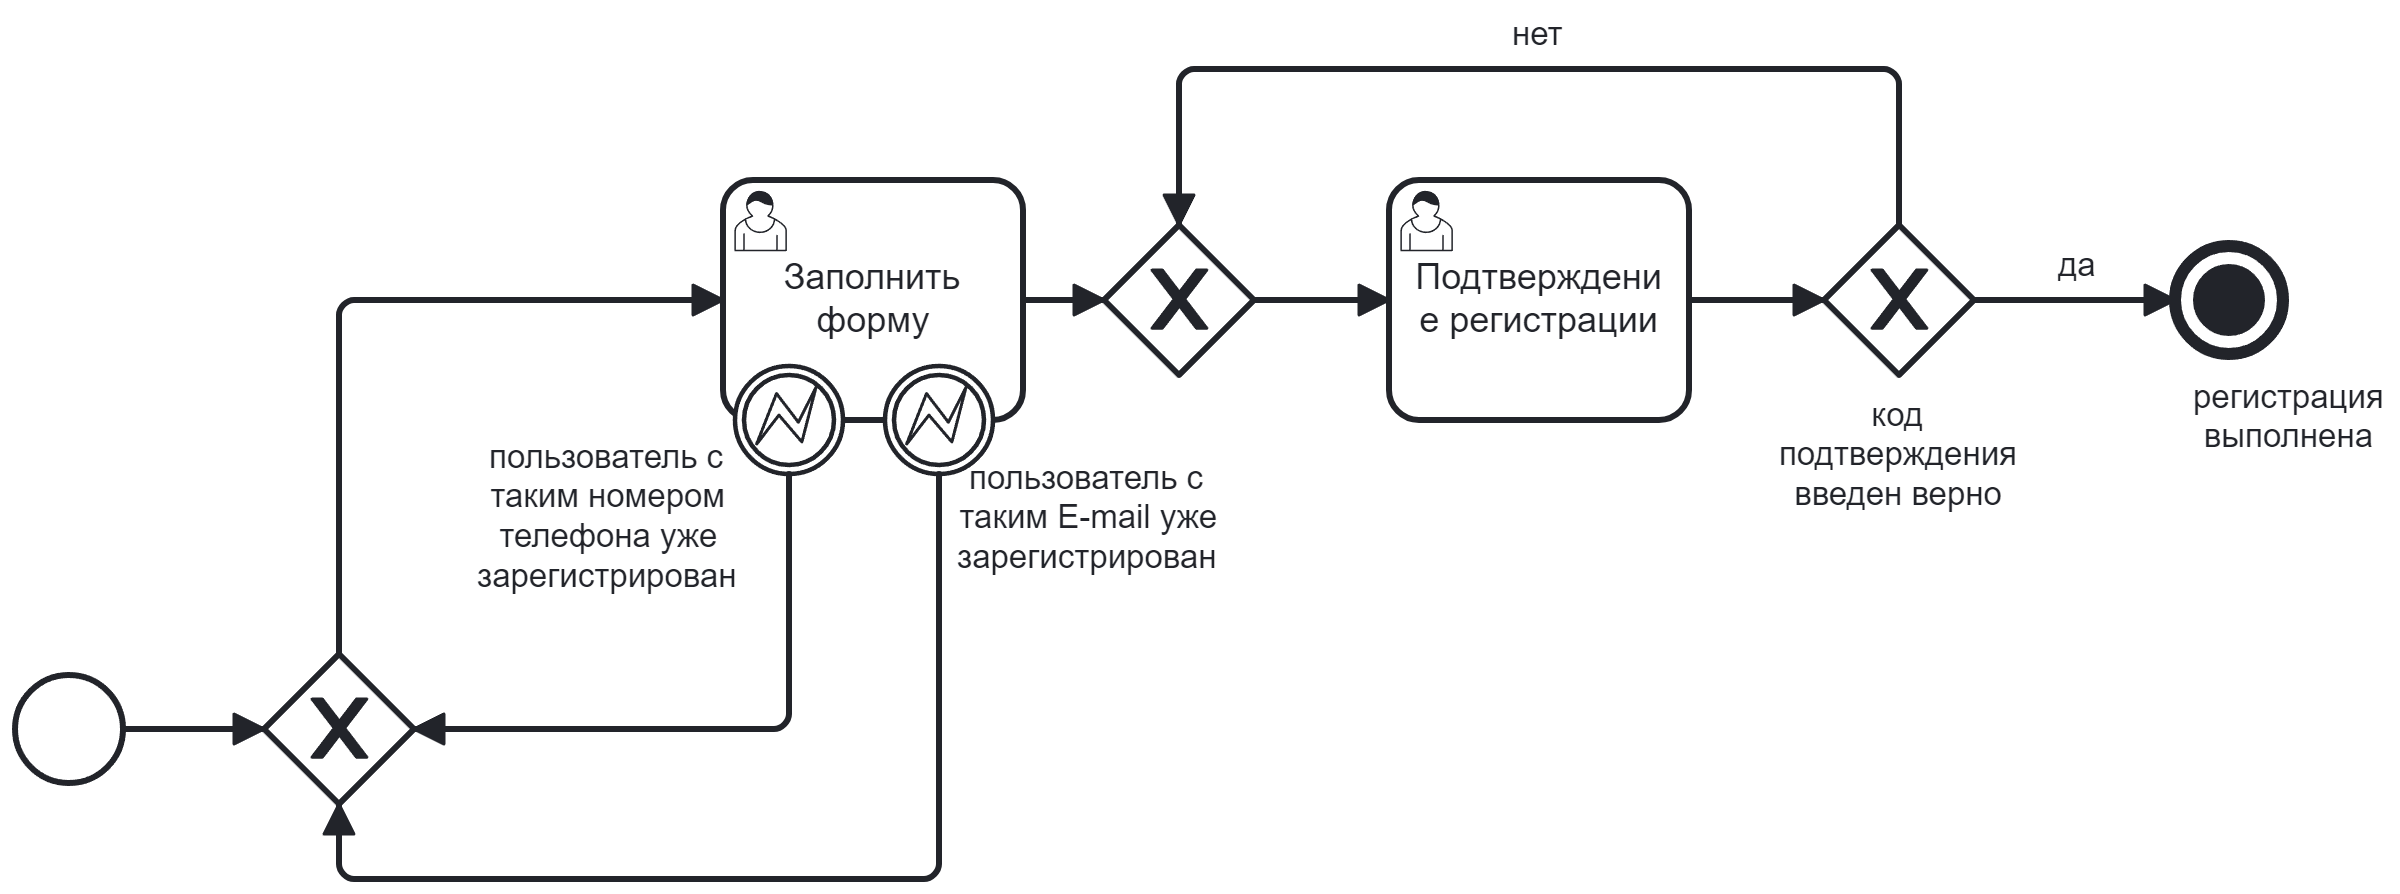 нет
Заполнить
форму
Подтверждени
е регистрации
да
пользователь с
таким номером
телефона уже
зарегистрирован
пользователь с
таким E-mail уже
зарегистрирован
код
подтверждения
введен верно
регистрация
выполнена